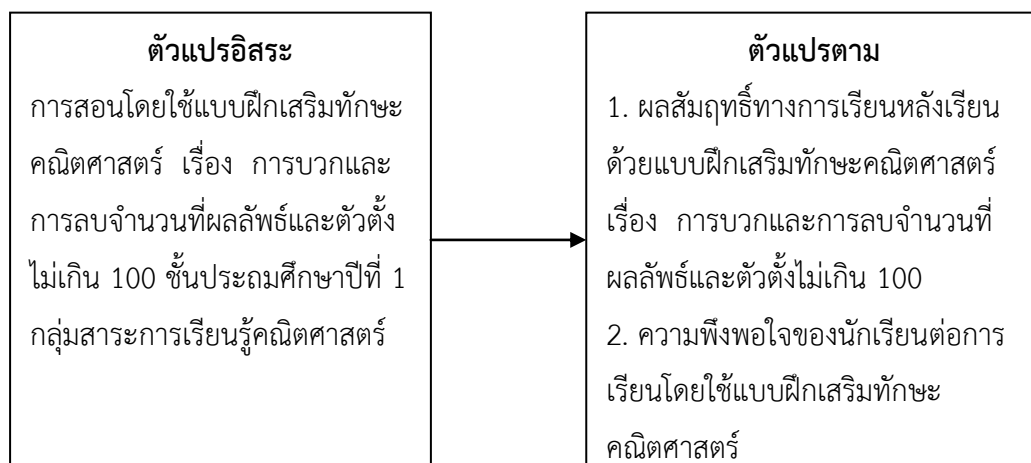 ตัวแปรอิสระ
การสอนโดยใช้แบบฝึกเสริมทักษะ
คณิตศาสตร์ เรื่อง การบวกและ
การลบจำนวนที่ผลลัพธ์และตัวตั้ง
ไม่เกิน 100 ชั้นประถมศึกษาปีที่ 1
กลุ่มสาระการเรียนรู้คณิตศาสตร์
ตัวแปรตาม
1. ผลสัมฤทธิ์ทางการเรียนหลังเรียน
ด้วยแบบฝึกเสริมทักษะคณิตศาสตร์
เรื่อง การบวกและการลบจำนวนที่
ผลลัพธ์และตัวตั้งไม่เกิน 100
2. ความพึงพอใจของนักเรียนต่อการ
เรียนโดยใช้แบบฝึกเสริมทักษะ
คณิตศาสตร์